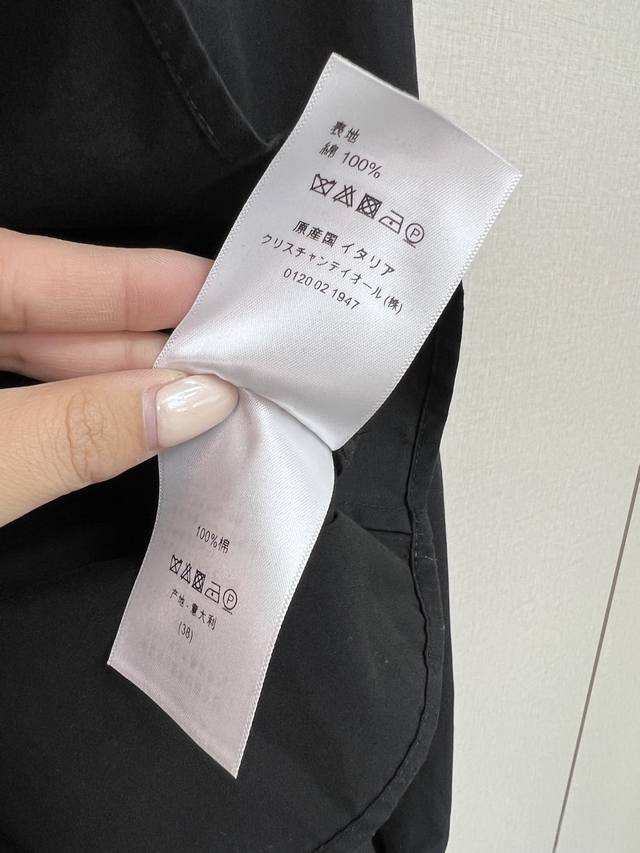 表地
綿 100%
原産国 イタリア
クリスチャンディオール(株)
0120 02 1947
100%棉
产地·意大利
(38)